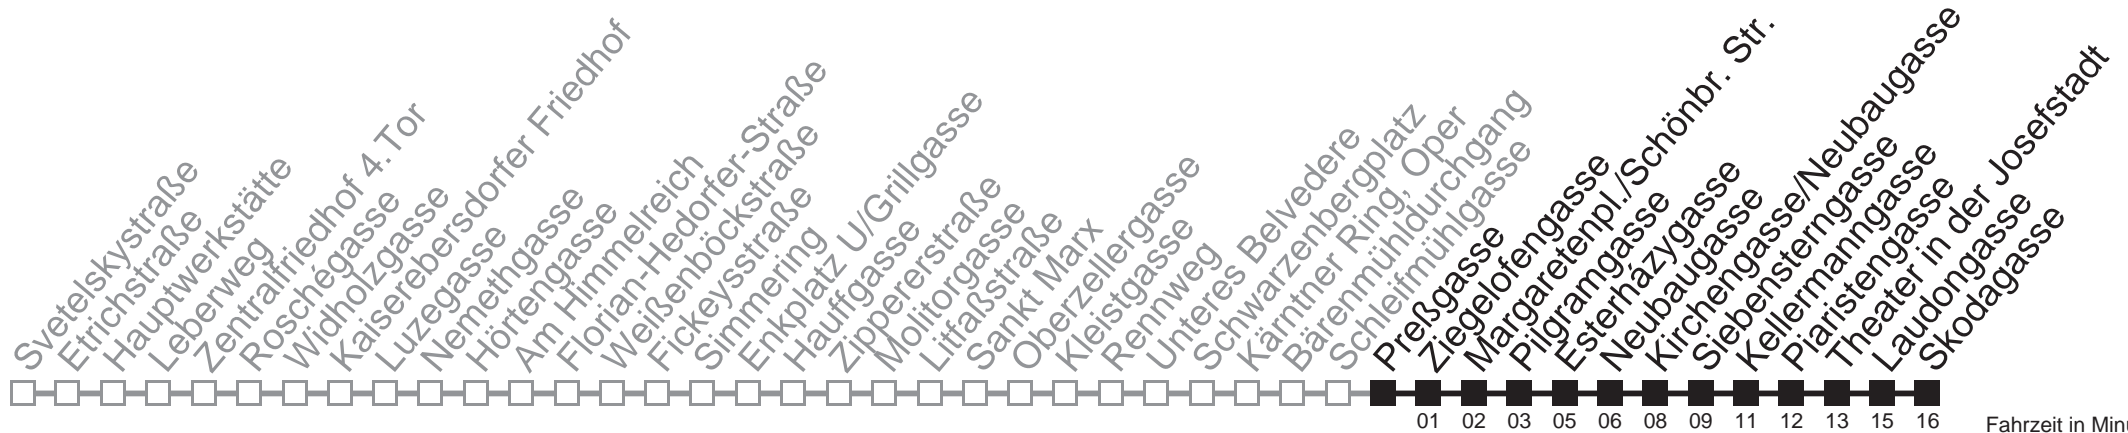 Svetelskystraße
Etrichstraße
Hauptwerkstätte
Leberweg
Zentralfriedhof 4.Tor
Roschégasse
Widholzgasse
Kaiserebersdorfer Friedhof
Luzegasse
Nemethgasse
Hörtengasse
Am Himmelreich
Florian-Hedorfer-Straße
Weißenböckstraße
Fickeysstraße
Simmering
Enkplatz U/Grillgasse
Hauffgasse
Zippererstraße
Molitorgasse
Litfaßstraße
Sankt Marx
Oberzellergasse
Kleistgasse
Rennweg
Unteres Belvedere
Schwarzenbergplatz
Kärntner Ring, Oper
Bärenmühldurchgang
Schleifmühlgasse
Preßgasse
Ziegelofengasse
Margaretenpl./Schönbr. Str.
Pilgramgasse
Esterházygasse
Neubaugasse
Kirchengasse/Neubaugasse
Siebensterngasse
Kellermanngasse
Piaristengasse
Theater in der Josefstadt
Laudongasse
Skodagasse
01 02 03 05 06 08 09 11 12 13 15 16
Fahrzeit in Min